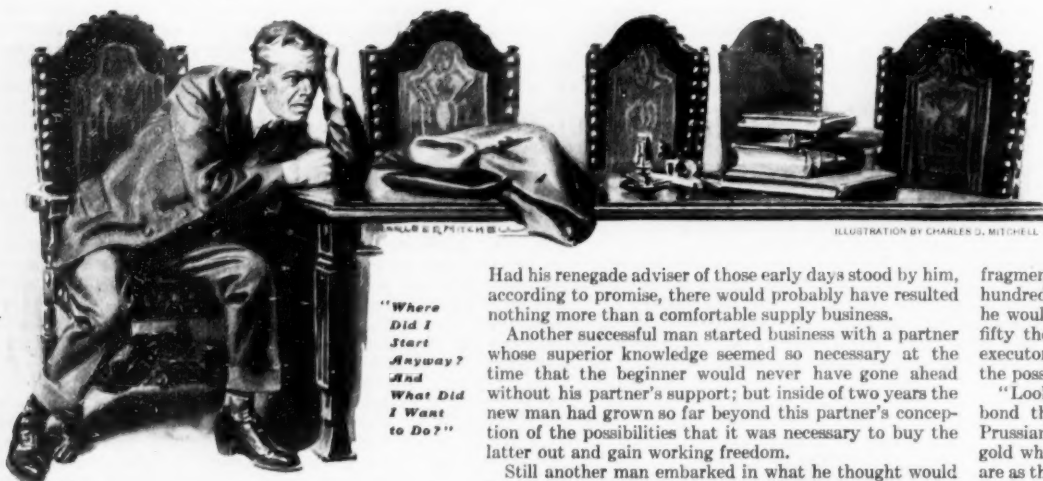 CHARLES D. MITCHELL
ILLUSTRATION BY CHARLES D. MITCHELL
"Where
Did I
Start
Anyway?
And
What Did
I Want
to Do?"
Had his renegade adviser of those early days stood by him,
according to promise, there would probably have resulted
nothing more than a comfortable supply business.
Another successful man started business with a partner
whose superior knowledge seemed so necessary at the
time that the beginner would never have gone ahead
without his partner's support; but inside of two years the
new man had grown so far beyond this partner's concep-
tion of the possibilities that it was necessary to buy the
latter out and gain working freedom.
Still another man embarked in what he thought would
fragmen
hundred
he woul
fifty the
executor
the poss
"Look
bond th
Prussian
gold wh
are as th